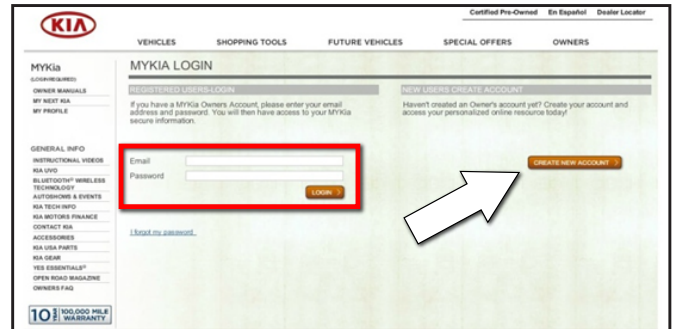 Certified Pre-Owned En Español Dealer Locator
KIA
VEHICLES SHOPPING TOOLS FUTURE VEHICLES SPECIAL OFFERS OWNERS
MYKia
(LOGIN REQUIRED)
OWNER MANUALS
MY NEXT KIA
MY PROFILE
GENERAL INFO
INSTRUCTIONAL VIDEOS
KIA UVO
BLUETOOTH® WIRELESS
TECHNOLOGY
AUTOSHOWS & EVENTS
KIA TECH INFO
KIA MOTORS FINANCE
CONTACT KIA
ACCESSORIES
KIA USA PARTS
KIA GEAR
YES ESSENTIALS®
OPEN ROAD MAGAZINE
OWNERS FAQ
10 YEAR 100,000 MILE
WARRANTY
MYKIA LOGIN
REGISTERED USERS-LOGIN
If you have a MYKia Owners Account, please enter your email
address and password. You will then have access to your MYKia
secure information.
Email
Password
LOGIN
I forgot my password.
NEW USERS CREATE ACCOUNT
Haven't created an Owner's account yet? Create your account and
access your personalized online resource today!
CREATE NEW ACCOUNT